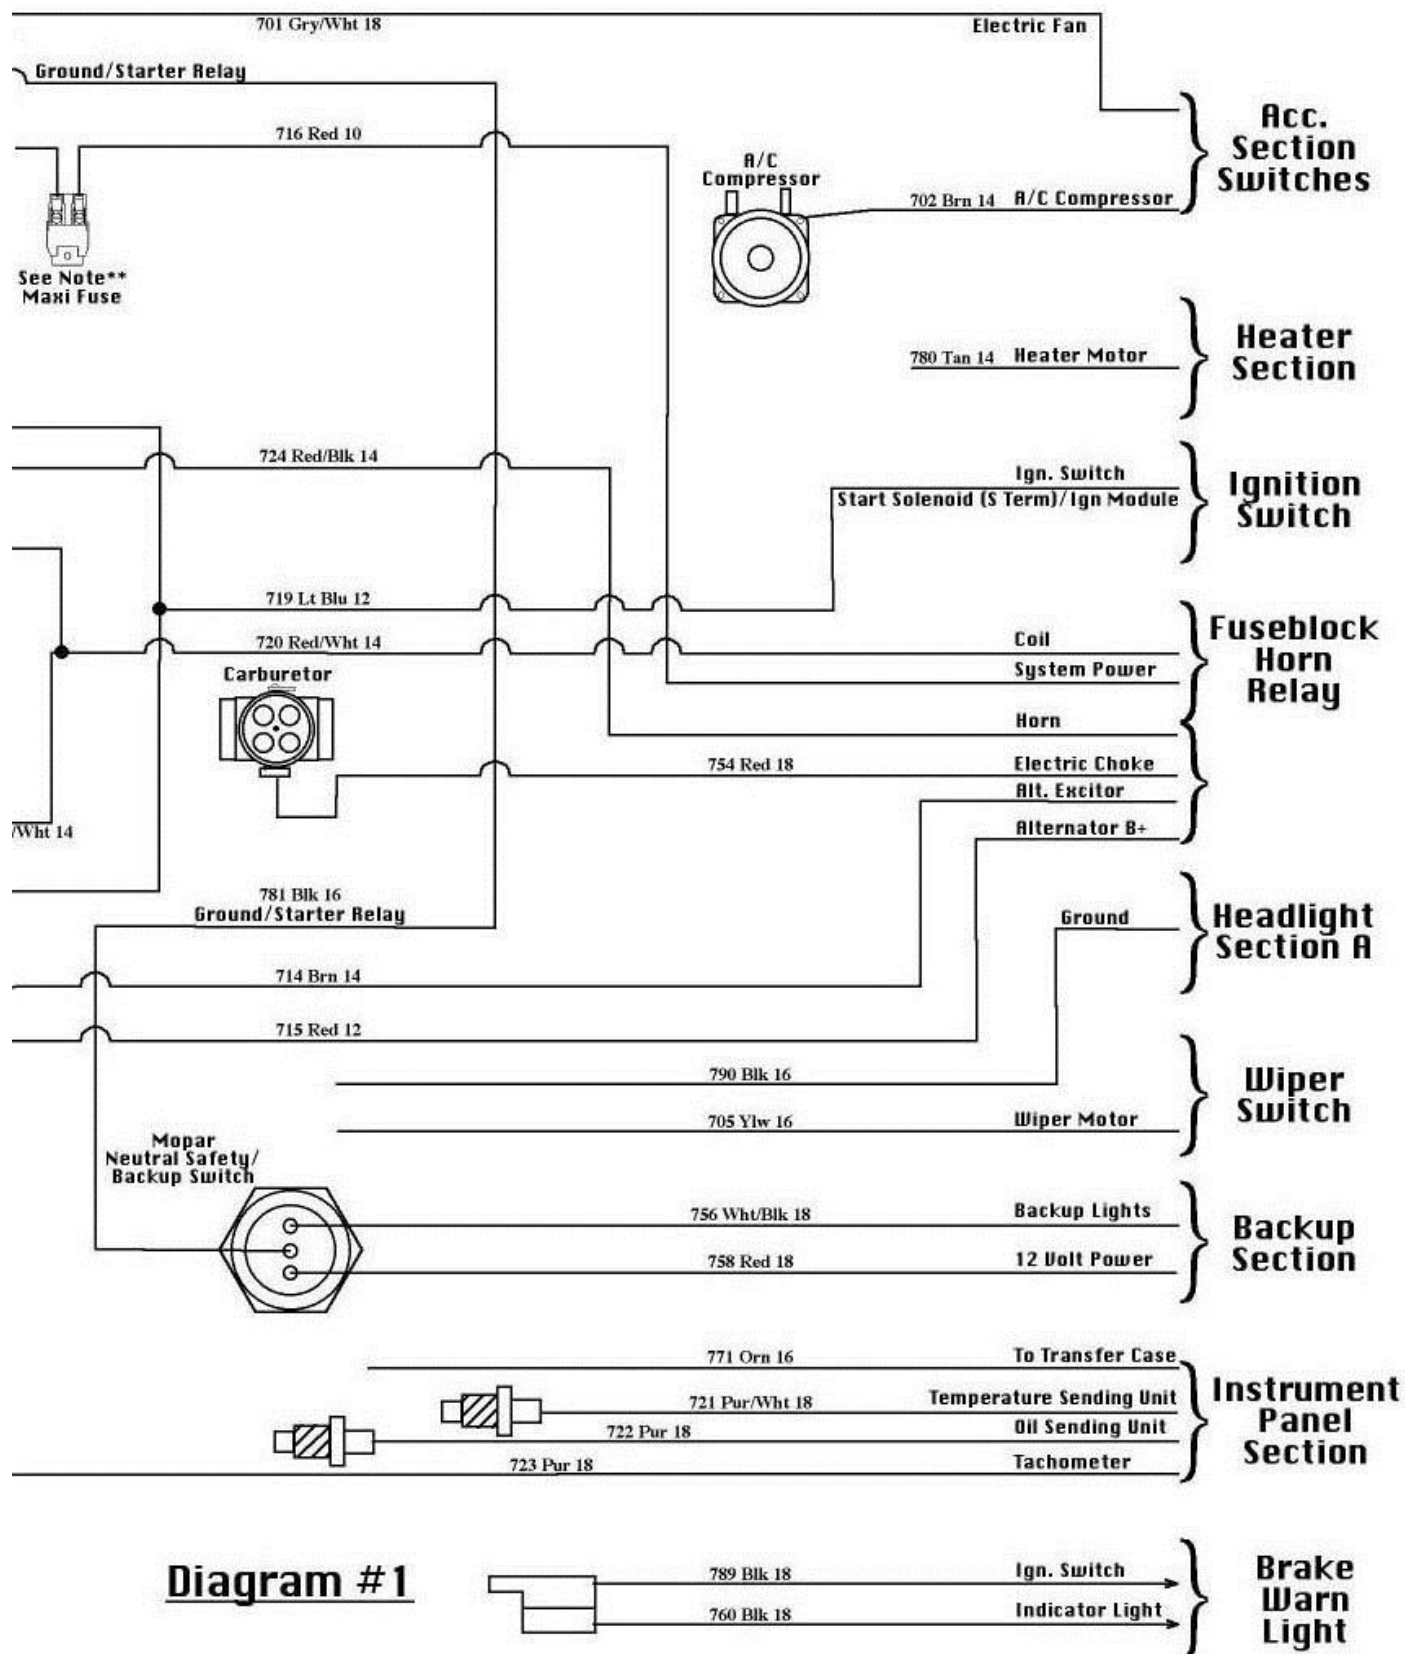 701 Gry/Wht 18
Electric Fan
Ground/Starter Relay
Acc.
Section
Switches
716 Red 10
A/C
Compressor
702 Brn 14 A/C Compressor
See Note**
Maxi Fuse
Heater
Section
780 Tan 14 Heater Motor
724 Red/Blk 14
Ign. Switch
Start Solenoid (S Term)/Ign Module
Ignition
Switch
719 Lt Blu 12
720 Red/Wht 14
Coil
System Power
Fuseblock
Horn
Relay
Carburetor
Horn
754 Red 18
Electric Choke
Alt. Excitor
Alternator B+
/Wht 14
781 Blk 16
Ground/Starter Relay
Ground
Headlight
Section A
714 Brn 14
715 Red 12
790 Blk 16
705 Ylw 16
Wiper Motor
Wiper
Switch
Mopar
Neutral Safety/
Backup Switch
756 Wht/Blk 18
Backup Lights
758 Red 18
12 Volt Power
Backup
Section
771 Orn 16
To Transfer Case
721 Pur/Wht 18
Temperature Sending Unit
722 Pur 18
Oil Sending Unit
723 Pur 18
Tachometer
Instrument
Panel
Section
Diagram #1
789 Blk 18
Ign. Switch
760 Blk 18
Indicator Light
Brake
Warn
Light